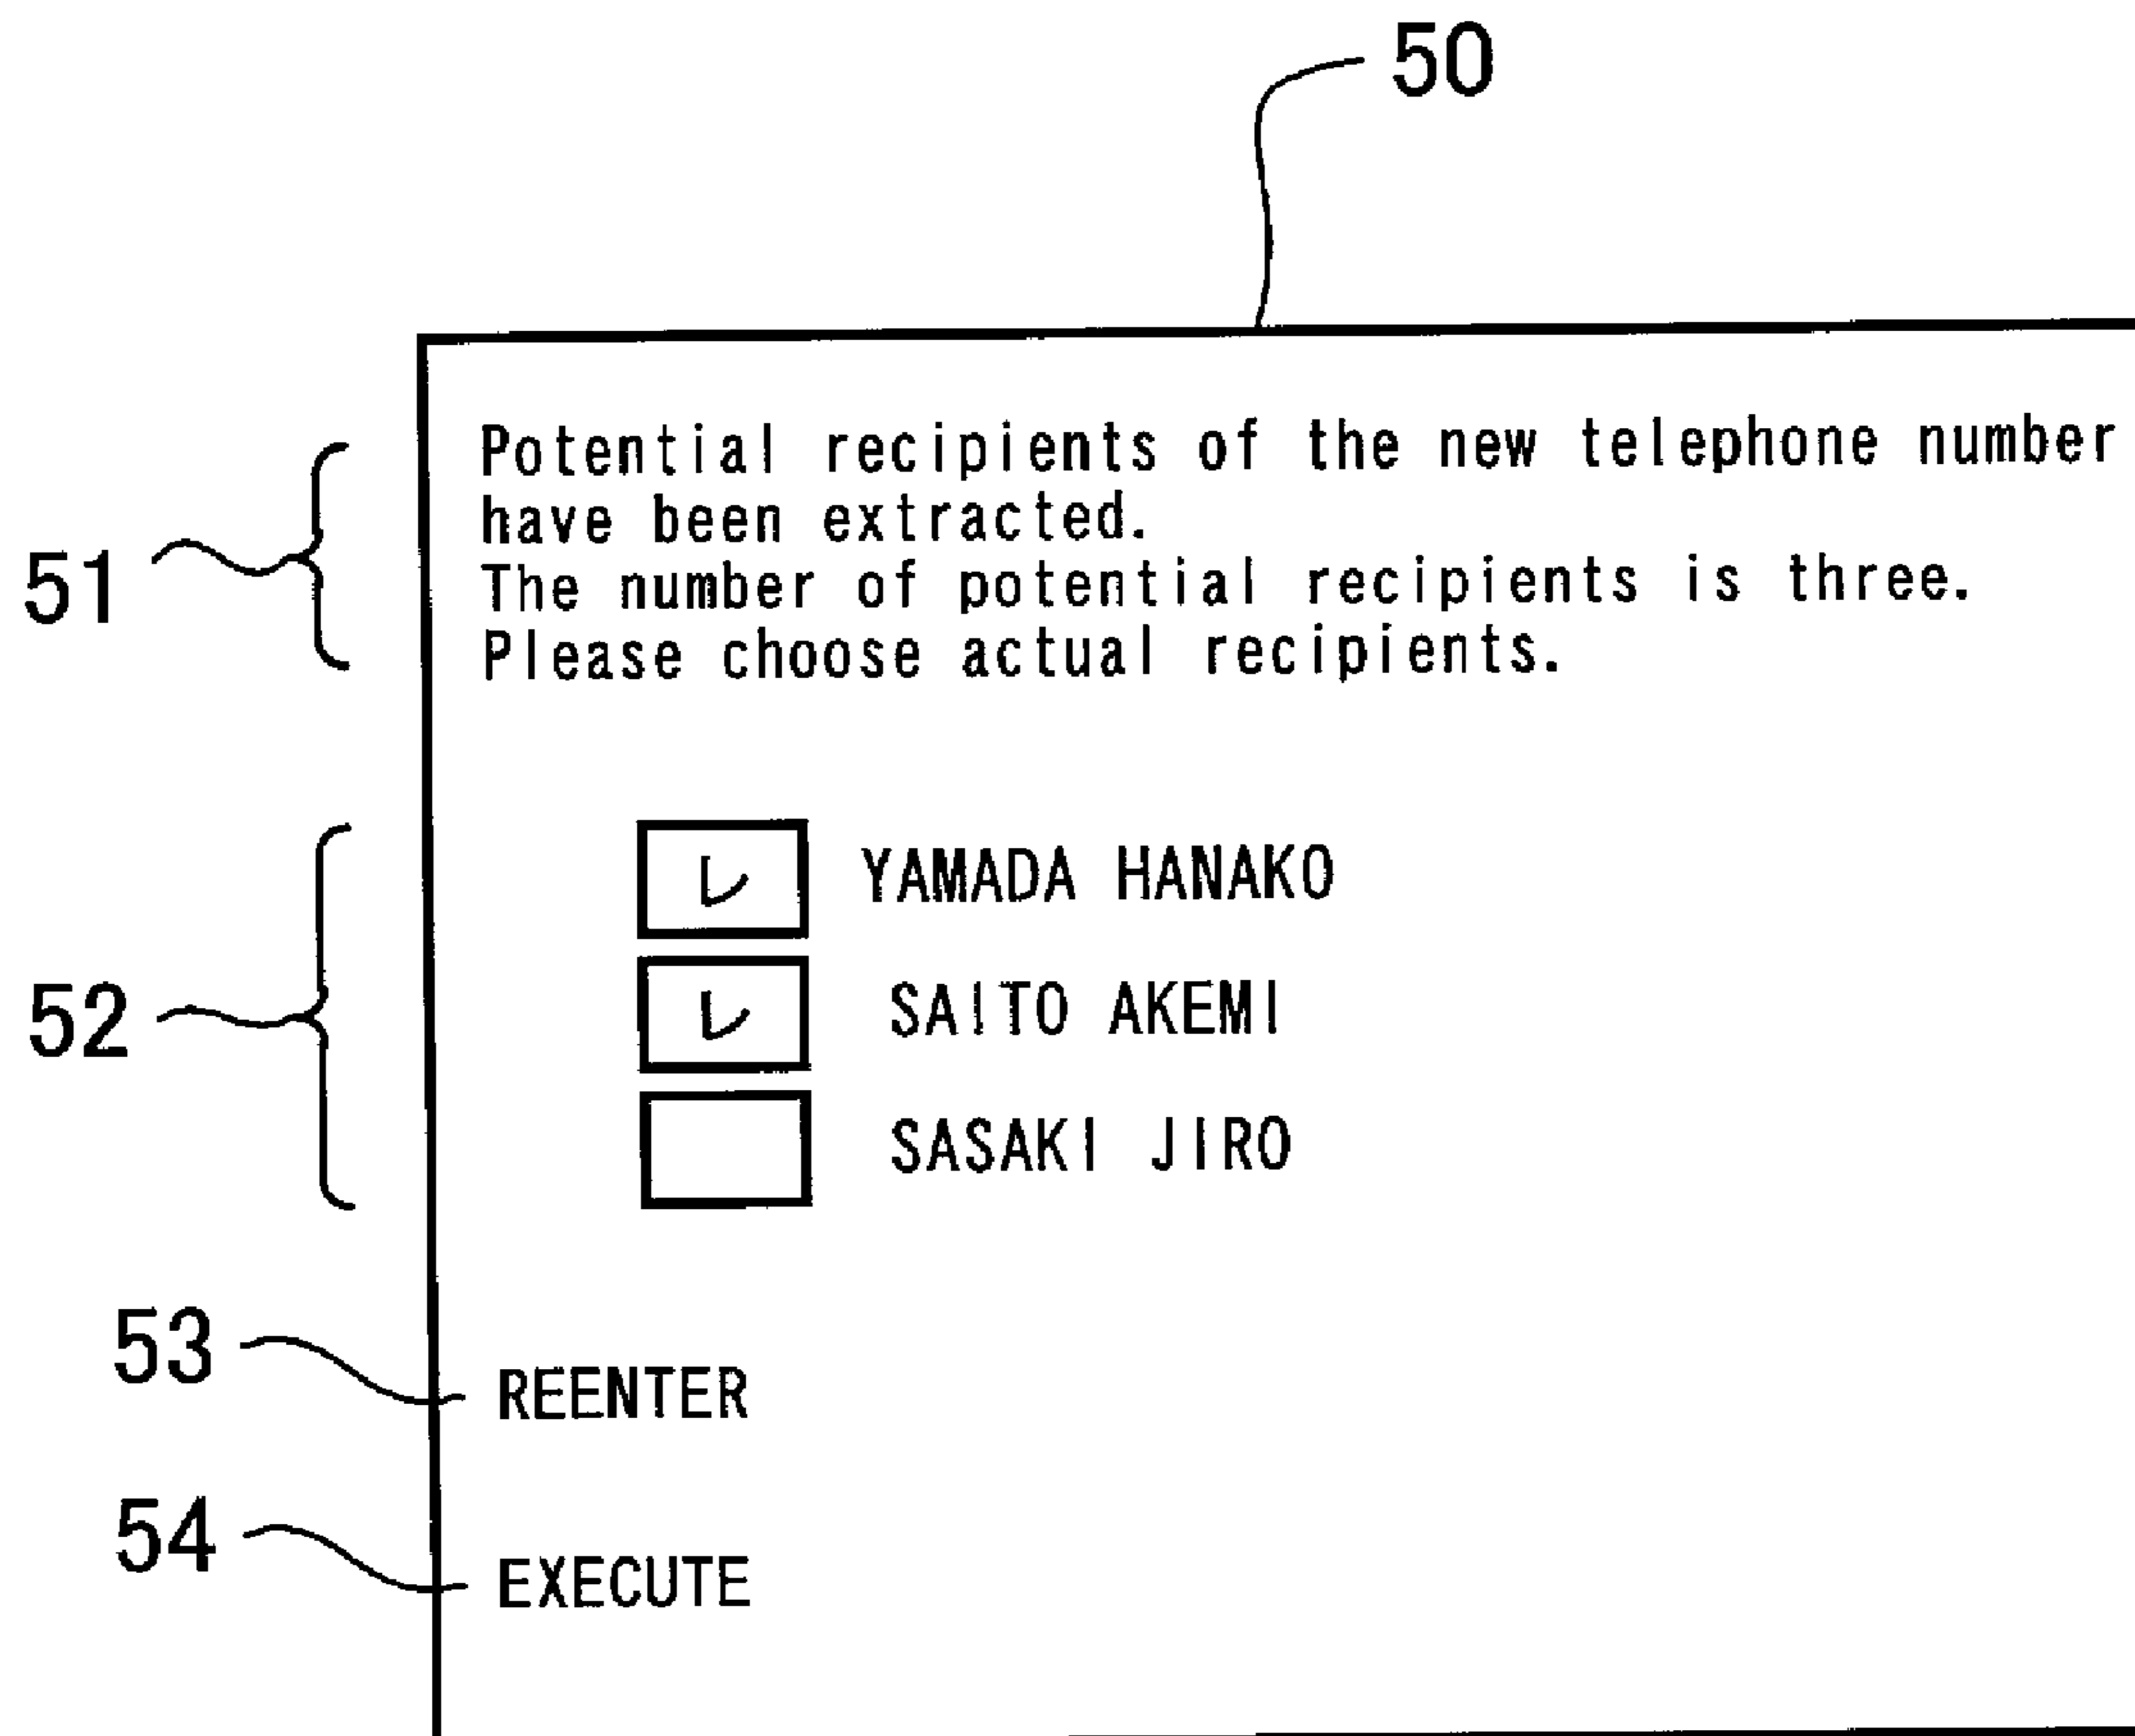 50
51
Potential recipients of the new telephone number
have been extracted.
The number of potential recipients is three.
Please choose actual recipients.
52
レ YAMADA HANAKO
レ SAITO AKEMI
SASAKI JIRO
53
REENTER
54
EXECUTE